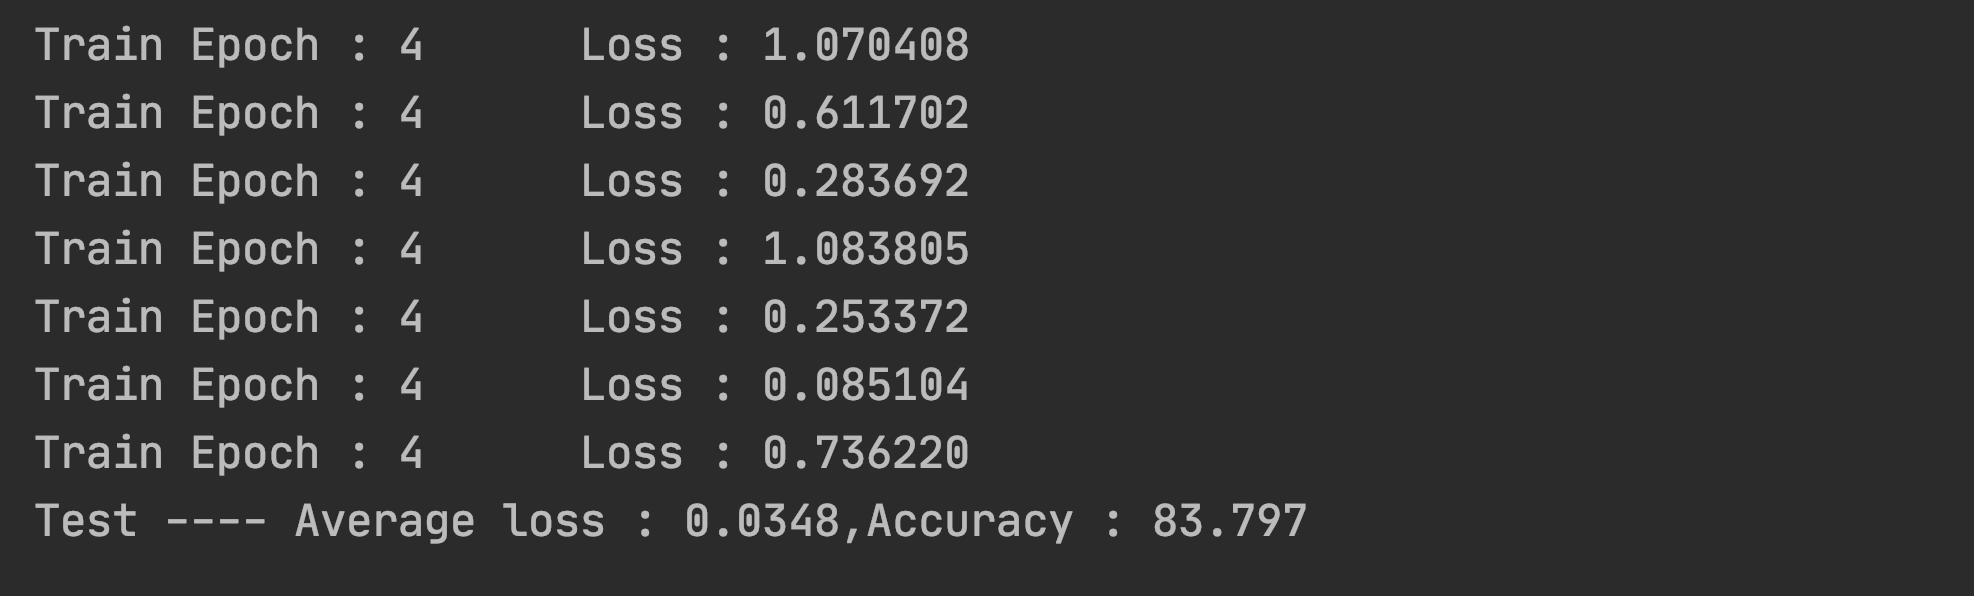 Train Epoch : 4      Loss : 1.070408
Train Epoch : 4      Loss : 0.611702
Train Epoch : 4      Loss : 0.283692
Train Epoch : 4      Loss : 1.083805
Train Epoch : 4      Loss : 0.253372
Train Epoch : 4      Loss : 0.085104
Train Epoch : 4      Loss : 0.736220
Test ---- Average loss : 0.0348,Accuracy : 83.797